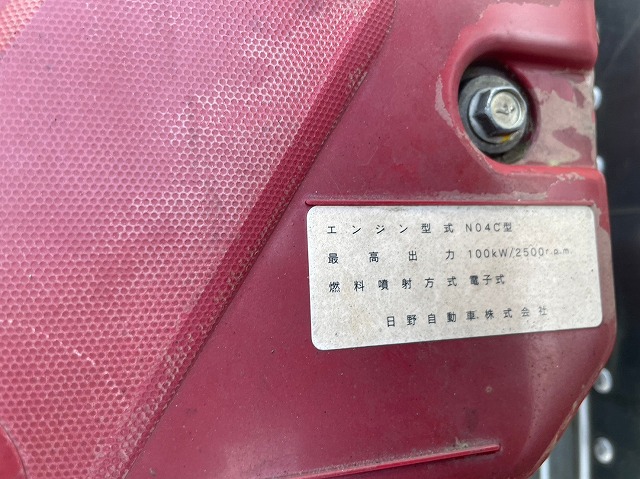 エンジン型式 N04C型
最高出力 100kW/2500r.p.m.
燃料噴射方式 電子式
日野自動車株式会社